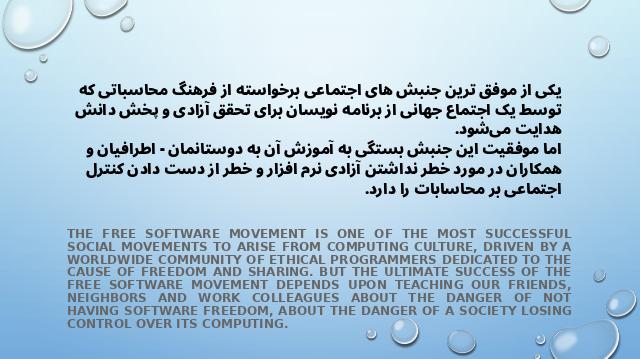 یکی از موفق ترین جنبش های اجتماعی برخواسته از فرهنگ محاسباتی که
توسط یک اجتماع جهانی از برنامه نویسان برای تحقق آزادی و پخش دانش
هدایت می‌شود.
اما موفقیت این جنبش بستگی به آموزش آن به دوستانمان - اطرافیان و
همکاران در مورد خطر نداشتن آزادی نرم افزار و خطر از دست دادن کنترل
اجتماعی بر محاسابات را دارد.
THE FREE SOFTWARE MOVEMENT IS ONE OF THE MOST SUCCESSFUL
SOCIAL MOVEMENTS TO ARISE FROM COMPUTING CULTURE, DRIVEN BY A
WORLDWIDE COMMUNITY OF ETHICAL PROGRAMMERS DEDICATED TO THE
CAUSE OF FREEDOM AND SHARING. BUT THE ULTIMATE SUCCESS OF THE
FREE SOFTWARE MOVEMENT DEPENDS UPON TEACHING OUR FRIENDS,
NEIGHBORS AND WORK COLLEAGUES ABOUT THE DANGER OF NOT
HAVING SOFTWARE FREEDOM, ABOUT THE DANGER OF A SOCIETY LOSING
CONTROL OVER ITS COMPUTING.